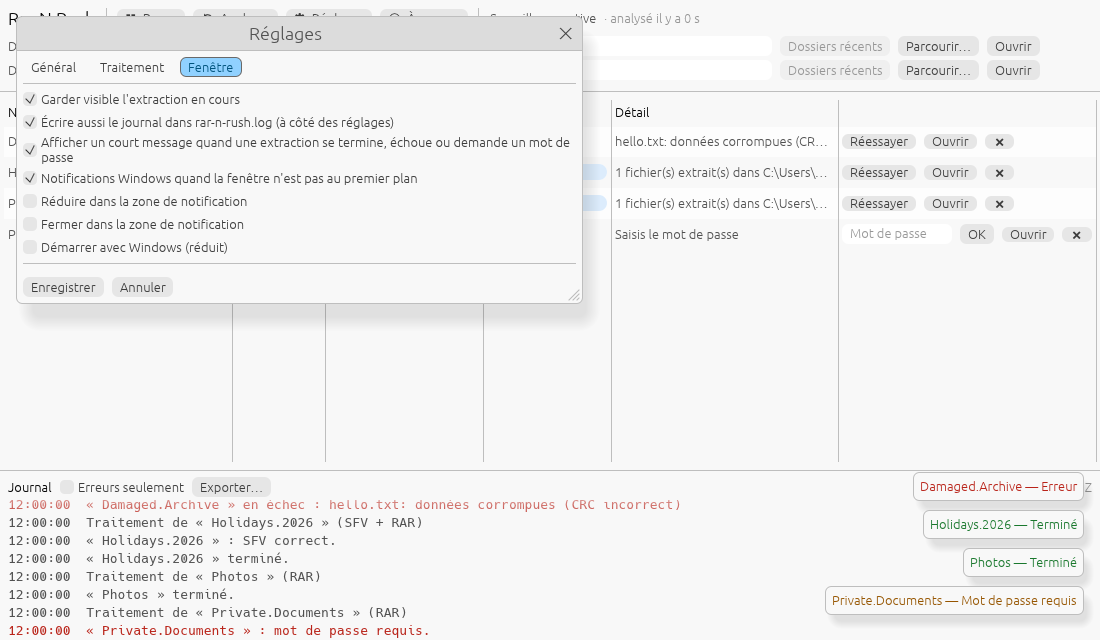 Réglages
ve · analysé il y a 0 s
Général Traitement Fenêtre
Dossiers récents Parcourir... Ouvrir
Dossiers récents Parcourir... Ouvrir
Garder visible l'extraction en cours
Écrire aussi le journal dans rar-n-rush.log (à côté des réglages)
Afficher un court message quand une extraction se termine, échoue ou demande un mot de
passe
Notifications Windows quand la fenêtre n'est pas au premier plan
Réduire dans la zone de notification
Fermer dans la zone de notification
Démarrer avec Windows (réduit)
Enregistrer Annuler
Détail
hello.txt: données corrompues (CR... Réessayer Ouvrir ×
1 fichier(s) extrait(s) dans C:\Users\... Réessayer Ouvrir ×
1 fichier(s) extrait(s) dans C:\Users\... Réessayer Ouvrir ×
Saisis le mot de passe Mot de passe OK Ouvrir ×
Journal Erreurs seulement Exporter...
12:00:00 « Damaged.Archive » en échec : hello.txt: données corrompues (CRC incorrect)
12:00:00 Traitement de « Holidays.2026 » (SFV + RAR)
12:00:00 « Holidays.2026 » : SFV correct.
12:00:00 « Holidays.2026 » terminé.
12:00:00 Traitement de « Photos » (RAR)
12:00:00 « Photos » terminé.
12:00:00 Traitement de « Private.Documents » (RAR)
12:00:00 « Private.Documents » : mot de passe requis.
Damaged.Archive — Erreur
Holidays.2026 — Terminé
Photos — Terminé
Private.Documents — Mot de passe requis